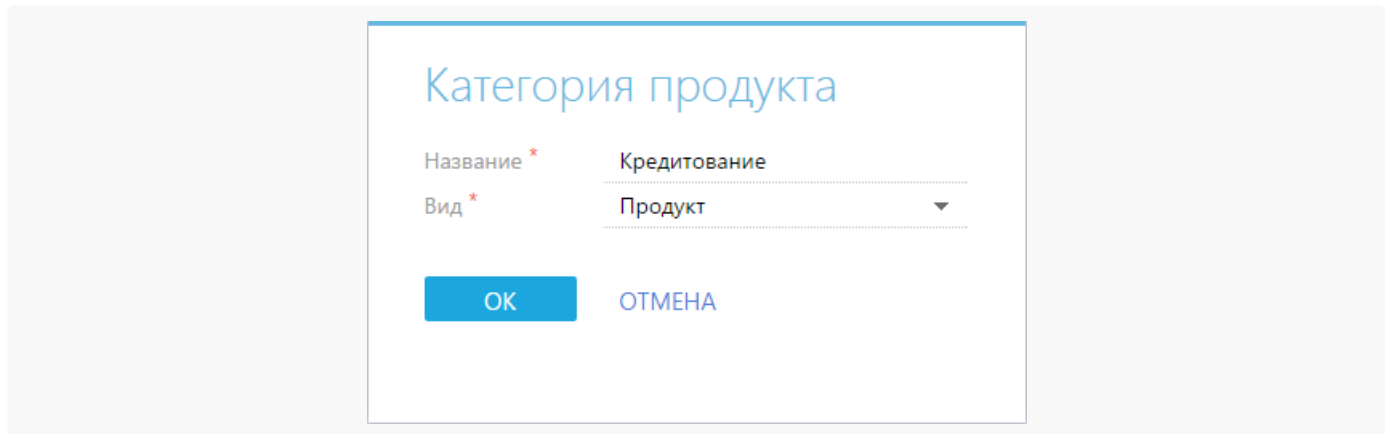 Категория продукта
Название * Кредитование
Вид * Продукт
ОК ОТМЕНА